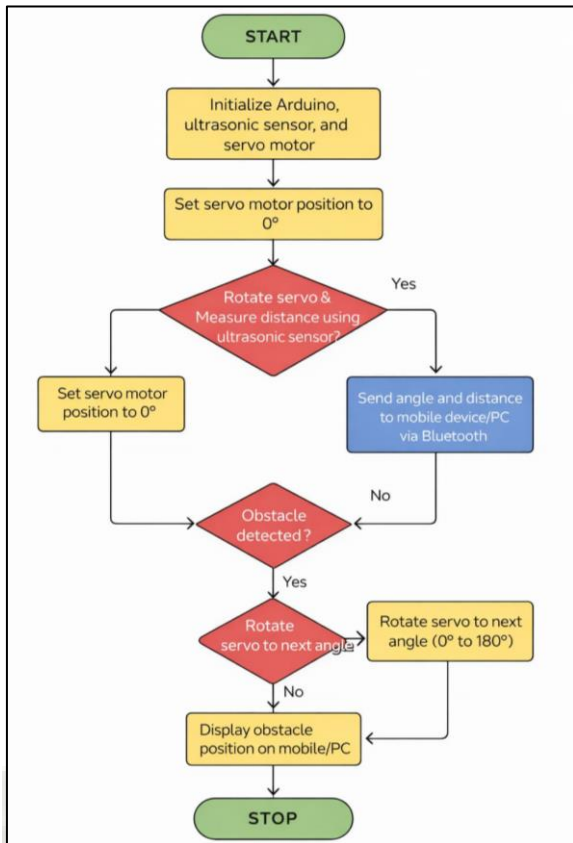 START
Initialize Arduino,
ultrasonic sensor, and
servo motor
Set servo motor position to
0°
Rotate servo &
Measure distance using
ultrasonic sensor?
Yes
Set servo motor
position to 0°
Send angle and distance
to mobile device/PC
via Bluetooth
No
Obstacle
detected ?
Yes
Rotate
servo to next angle
Rotate servo to next
angle (0° to 180°)
No
Display obstacle
position on mobile/PC
STOP